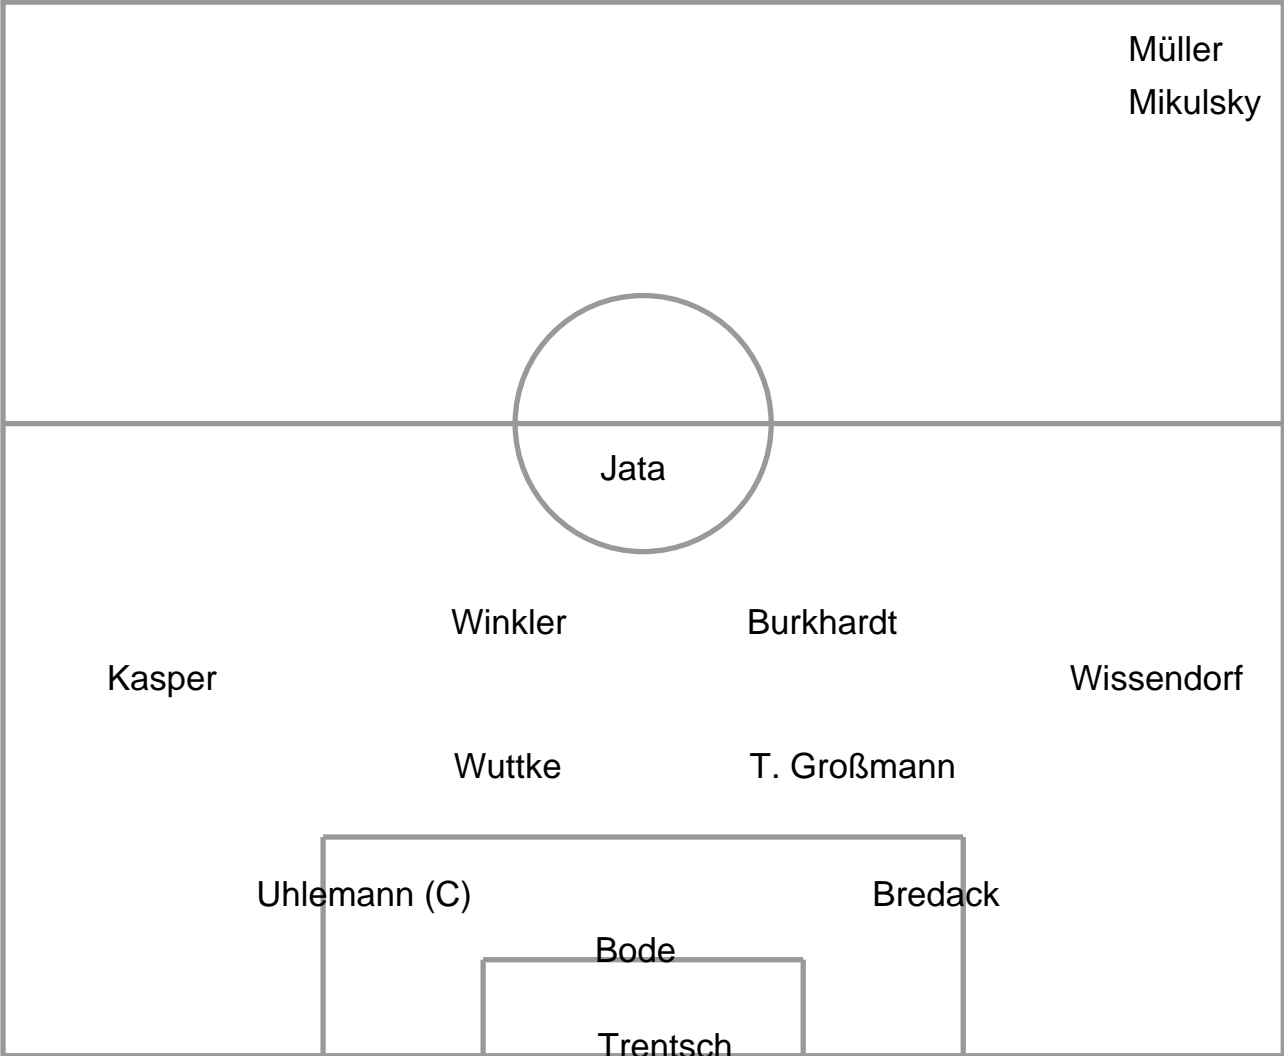 Müller
Mikulsky
Jata
Winkler Burkhardt
Kasper Wissendorf
Wuttke T. Großmann
Uhlemann (C) Bredack
Bode
Trentsch